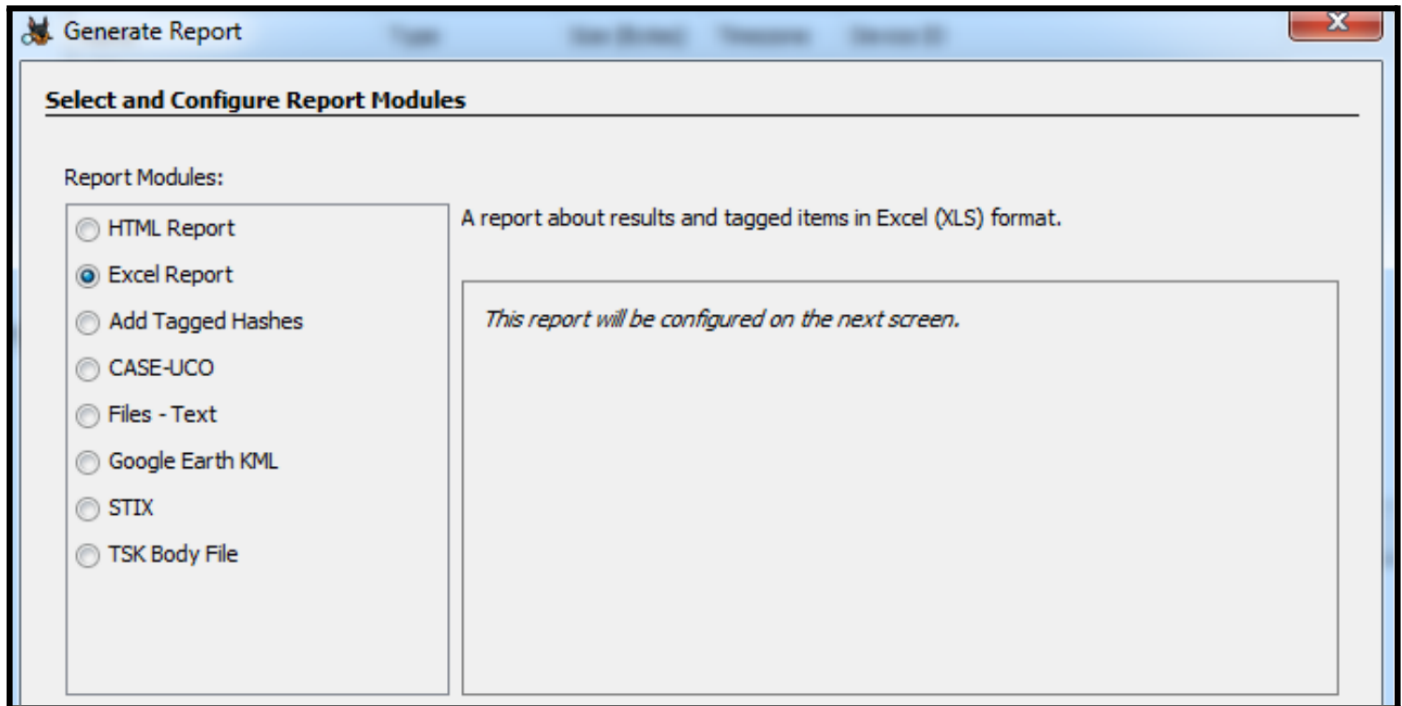 Generate Report
Select and Configure Report Modules
Report Modules:
HTML Report
A report about results and tagged items in Excel (XLS) format.
Excel Report
This report will be configured on the next screen.
Add Tagged Hashes
CASE-UCO
Files - Text
Google Earth KML
STIX
TSK Body File